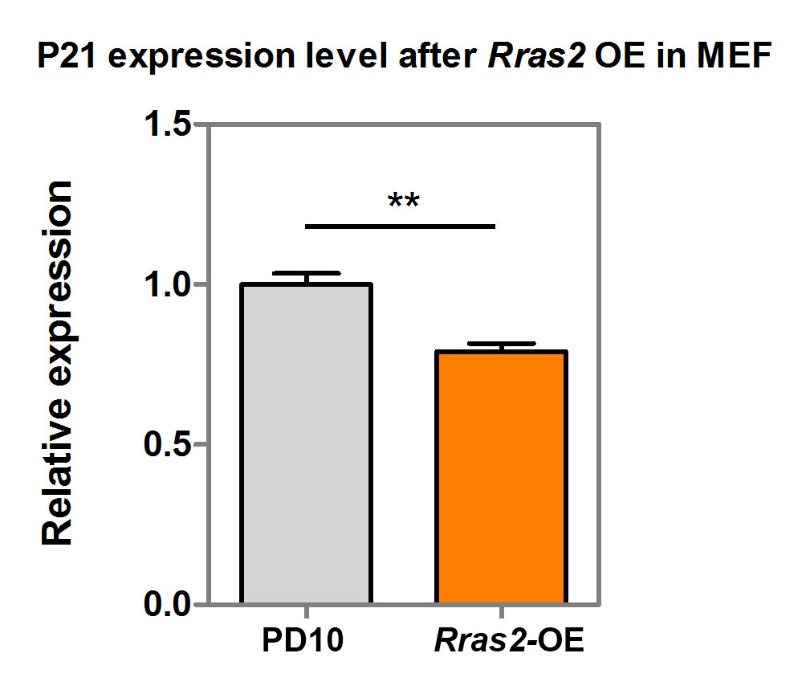 P21 expression level after Rras2 OE in MEF
1.5
**
1.0
Relative expression
0.5
0.0
PD10
Rras2-OE